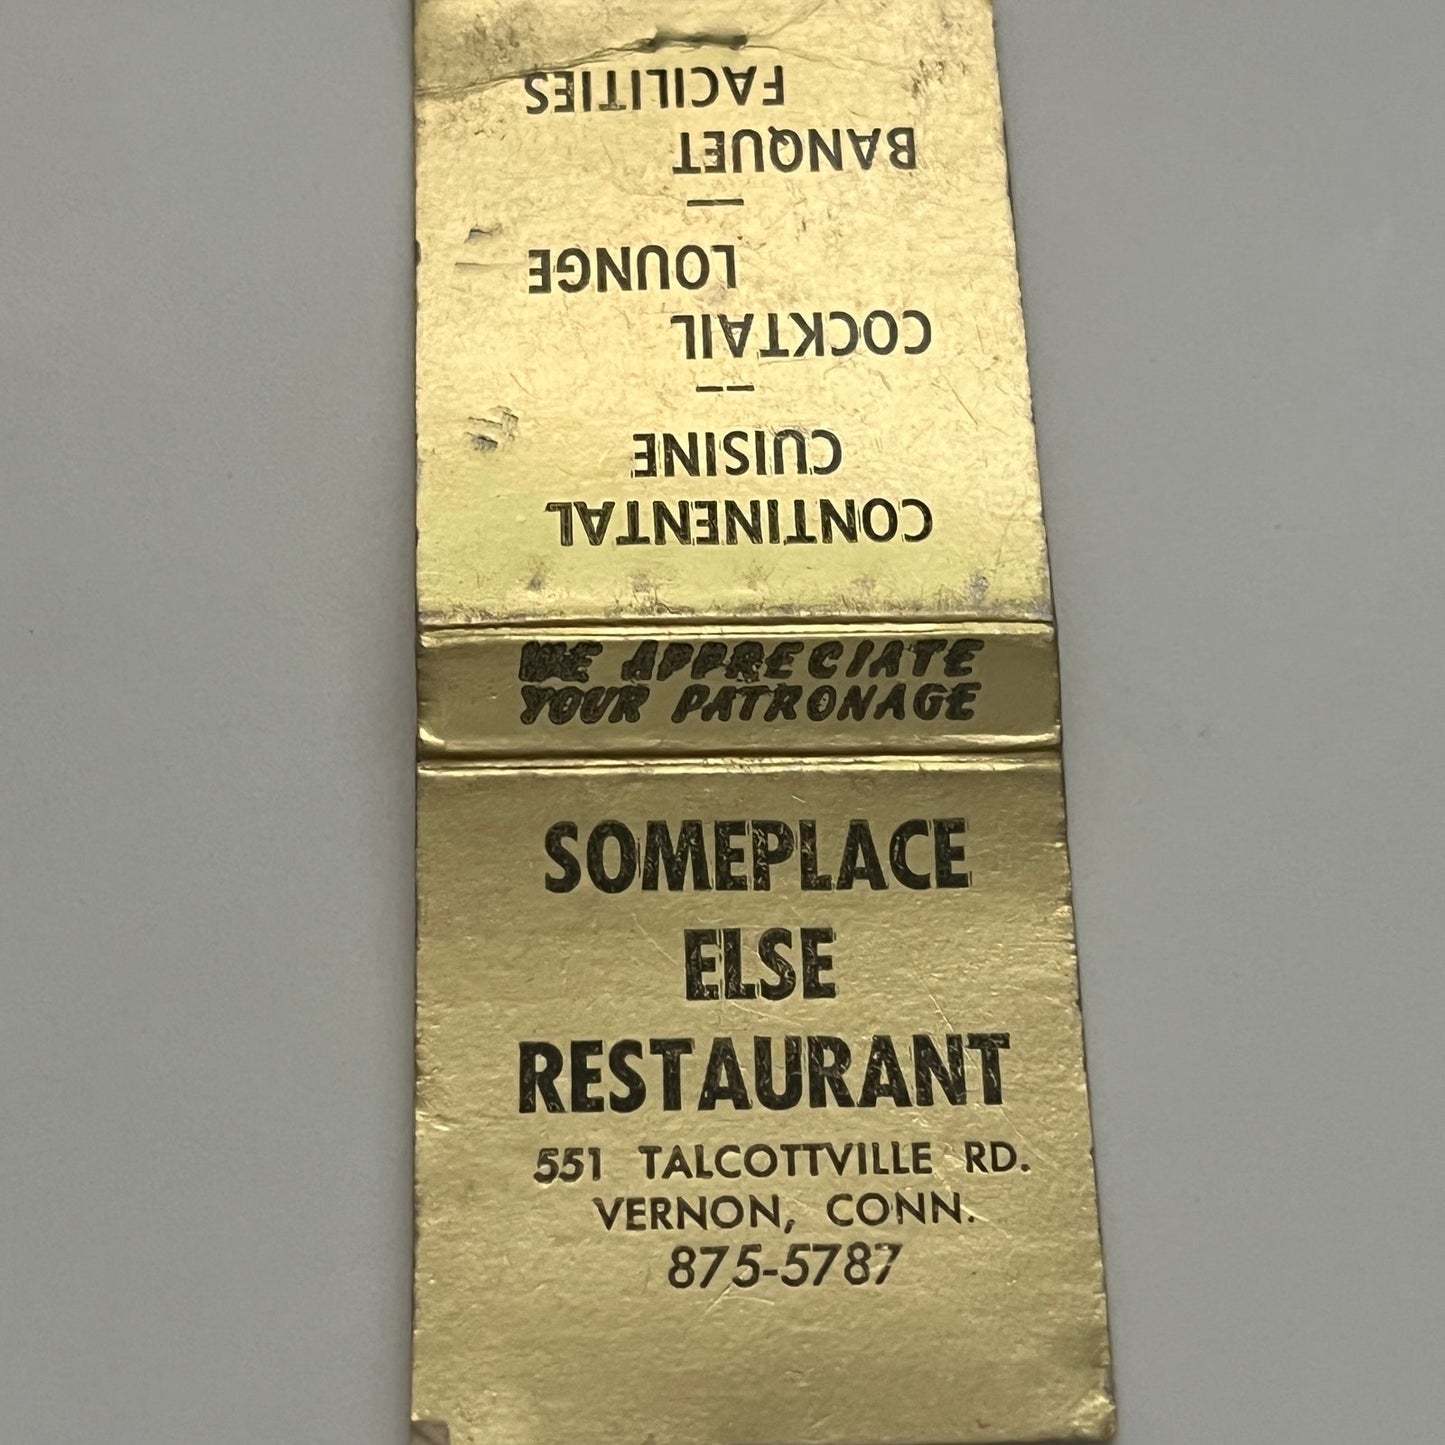 CONTINENTAL
CUISINE
--
COCKTAIL
LOUNGE
—
BANQUET
FACILITIES
WE APPRECIATE
YOUR PATRONAGE
SOMEPLACE
ELSE
RESTAURANT
551 TALCOTTVILLE RD.
VERNON, CONN.
875-5787